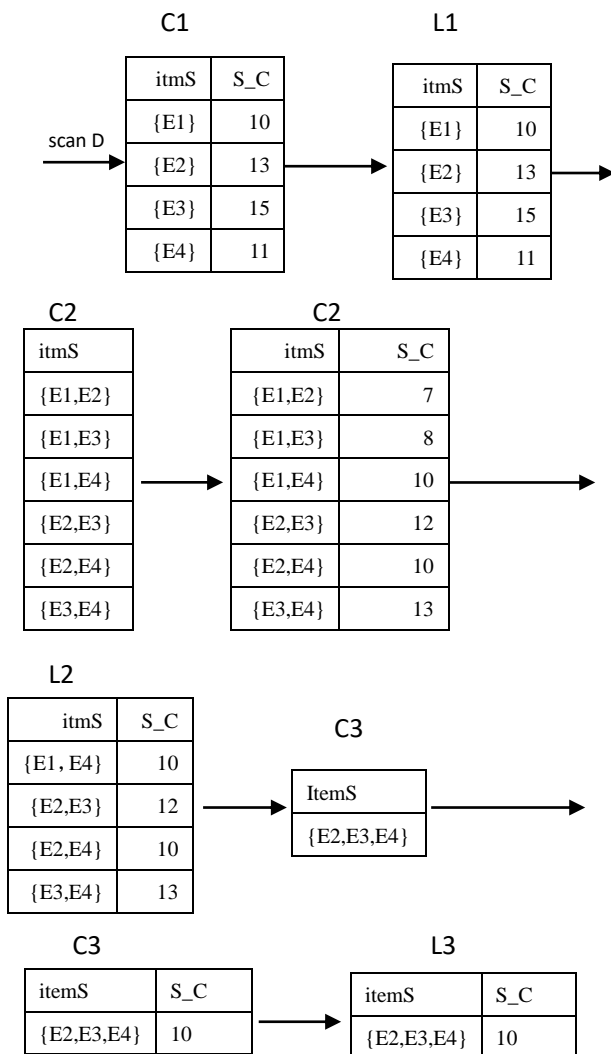 C1 L1
itmS S_C itmS S_C
{E1} 10 {E1} 10
scan D {E2} 13 {E2} 13
{E3} 15 {E3} 15
{E4} 11 {E4} 11
C2 C2
itmS itmS S_C
{E1,E2} {E1,E2} 7
{E1,E3} {E1,E3} 8
{E1,E4} {E1,E4} 10
{E2,E3} {E2,E3} 12
{E2,E4} {E2,E4} 10
{E3,E4} {E3,E4} 13
L2
itmS S_C C3
{E1, E4} 10 ItemS
{E2,E3} 12 {E2,E3,E4}
{E2,E4} 10
{E3,E4} 13
C3 L3
itemS S_C itemS S_C
{E2,E3,E4} 10 {E2,E3,E4} 10